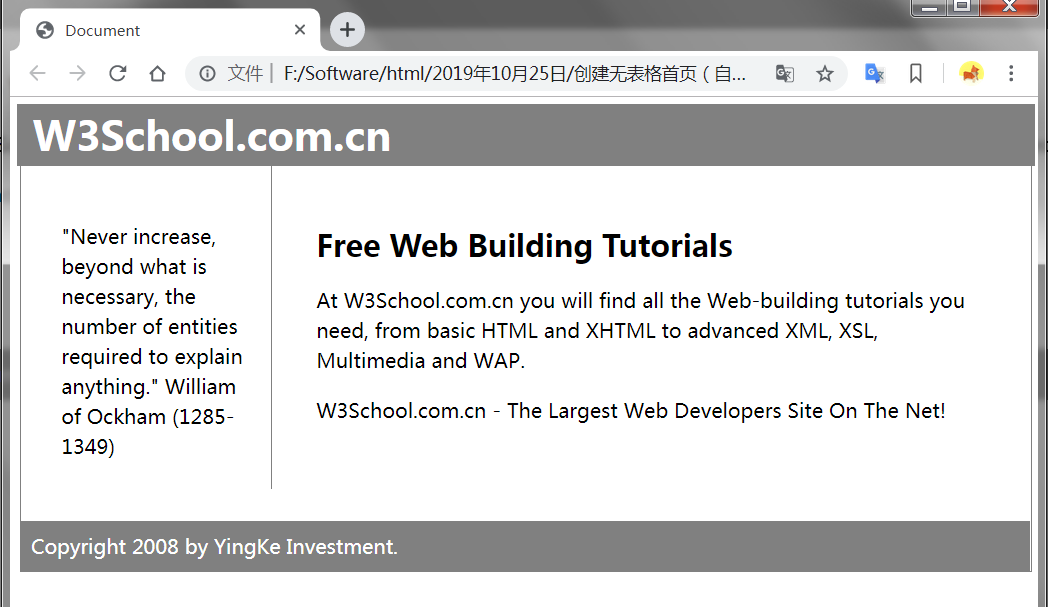 Document
文件 | F:/Software/html/2019年10月25日/创建无表格首页 ( 自...
W3School.com.cn
"Never increase,
beyond what is
necessary, the
number of entities
required to explain
anything." William
of Ockham (1285-
1349)
Free Web Building Tutorials
At W3School.com.cn you will find all the Web-building tutorials you
need, from basic HTML and XHTML to advanced XML, XSL,
Multimedia and WAP.
W3School.com.cn - The Largest Web Developers Site On The Net!
Copyright 2008 by YingKe Investment.